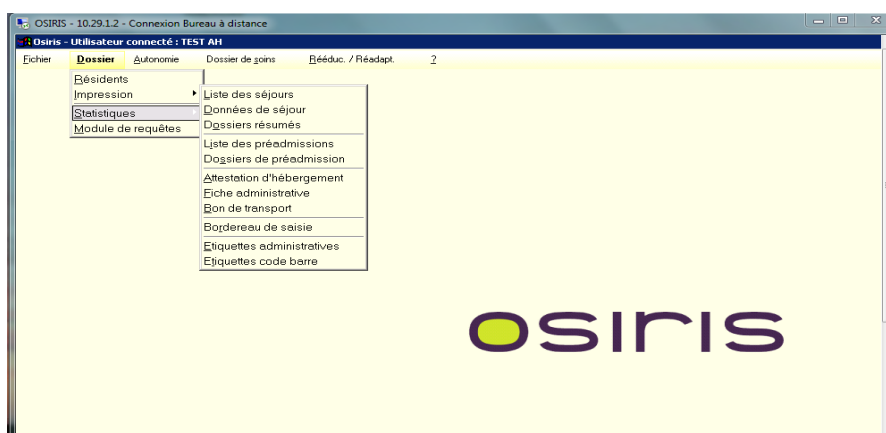 OSIRIS - 10.29.1.2 - Connexion Bureau à distance
Osiris - Utilisateur connecté : TEST AH
Fichier Dossier Autonomie Dossier de soins Rééduc. / Réadapt. ?
Résidents
Impression
Statistiques
Module de requêtes
Liste des séjours
Données de séjour
Dossiers résumés
Liste des préadmissions
Dossiers de préadmission
Attestation d'hébergement
Fiche administrative
Bon de transport
Bordereau de saisie
Etiquettes administratives
Etiquettes code barre
OSIRIS